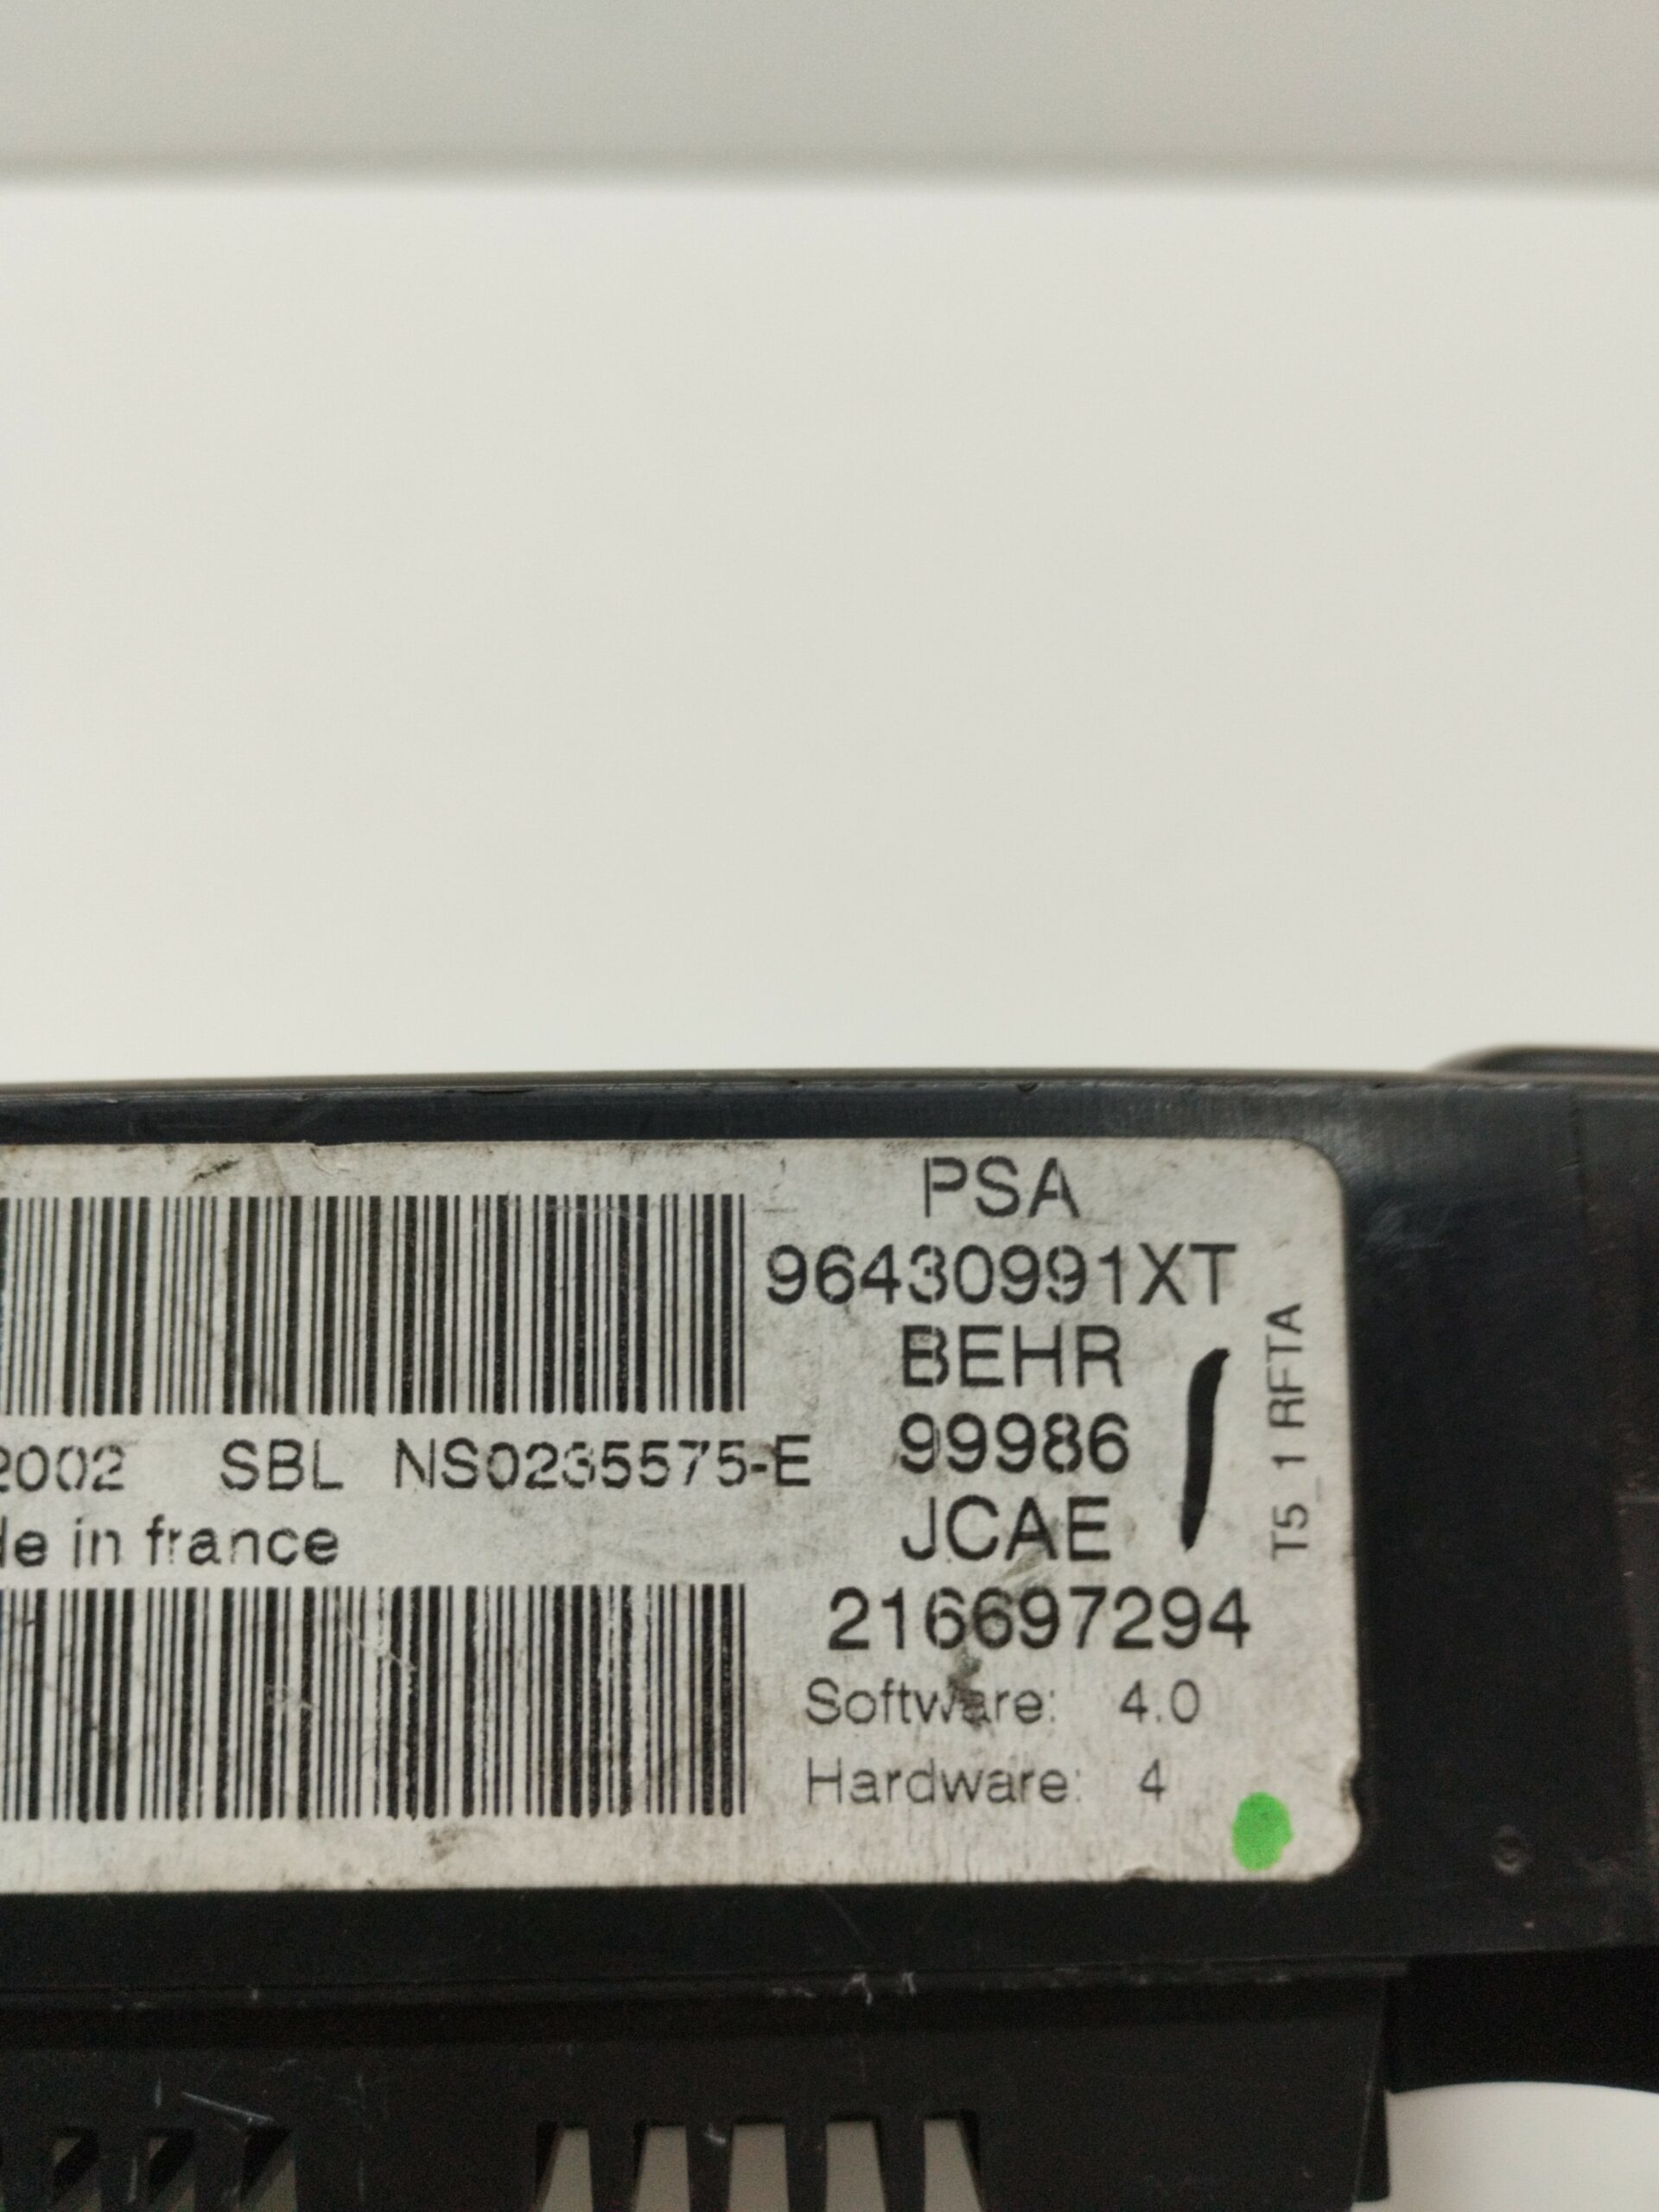 PSA
96430991XT
BEHR
99986
JCAE
216697294
Software: 4.0
Hardware: 4
T5_1 RFTA
2002 SBL NS0235575-E
de in france